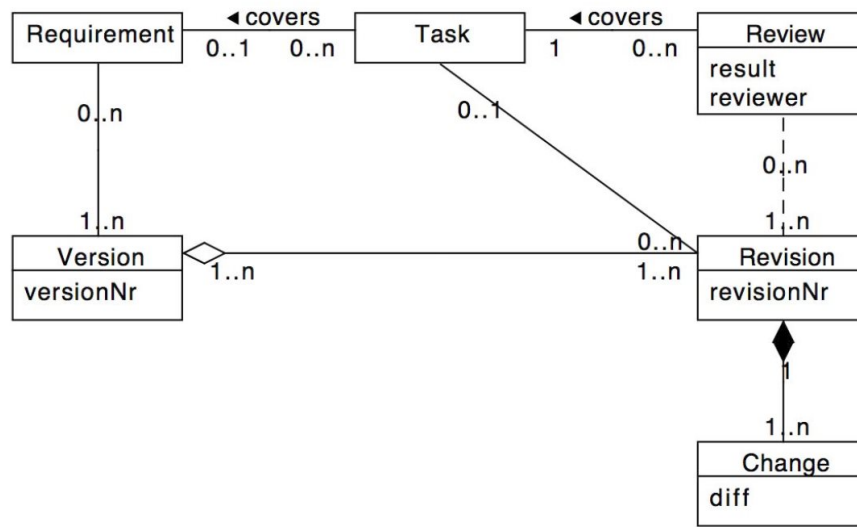 ◄ covers
◄ covers
Requirement
Task
Review
0..1
0..n
1
0..n
result
reviewer
0..n
0..1
0..n
1..n
1..n
Version
0..n
Revision
1..n
1..n
versionNr
revisionNr
1
1..n
Change
diff